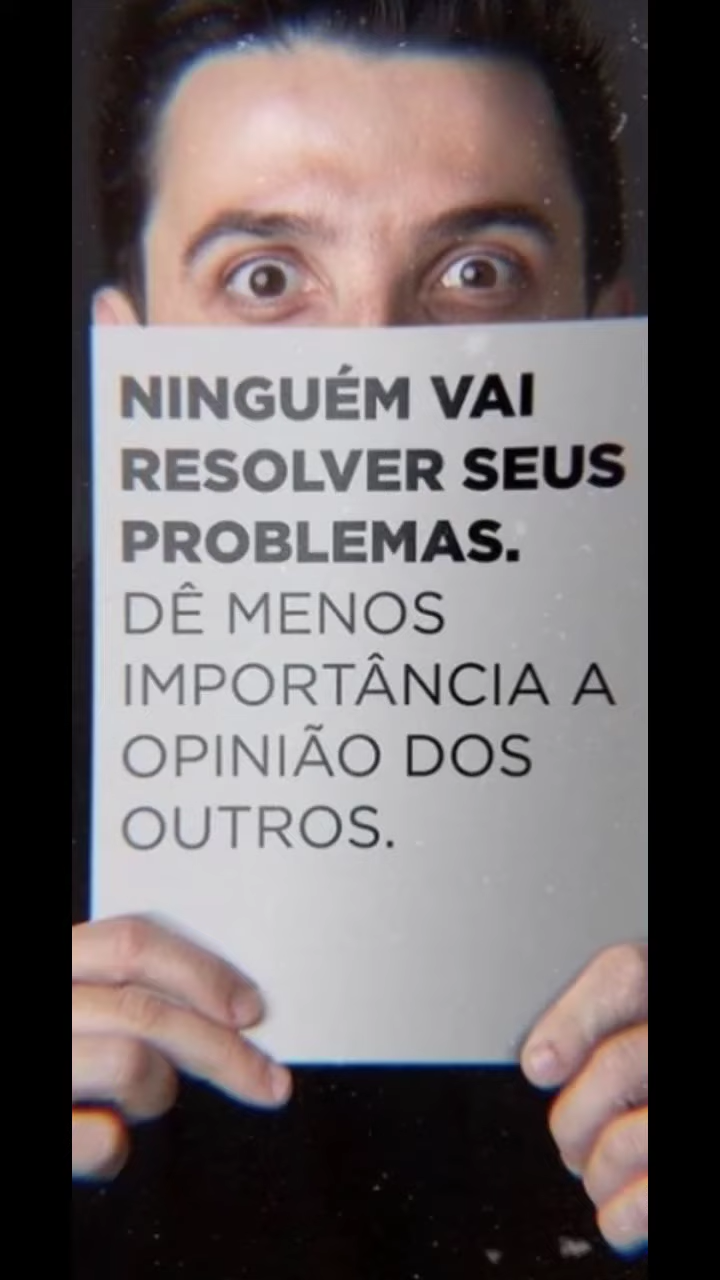 NINGUÉM VAI
RESOLVER SEUS
PROBLEMAS.
DÊ MENOS
IMPORTÂNCIA A
OPINIÃO DOS
OUTROS.